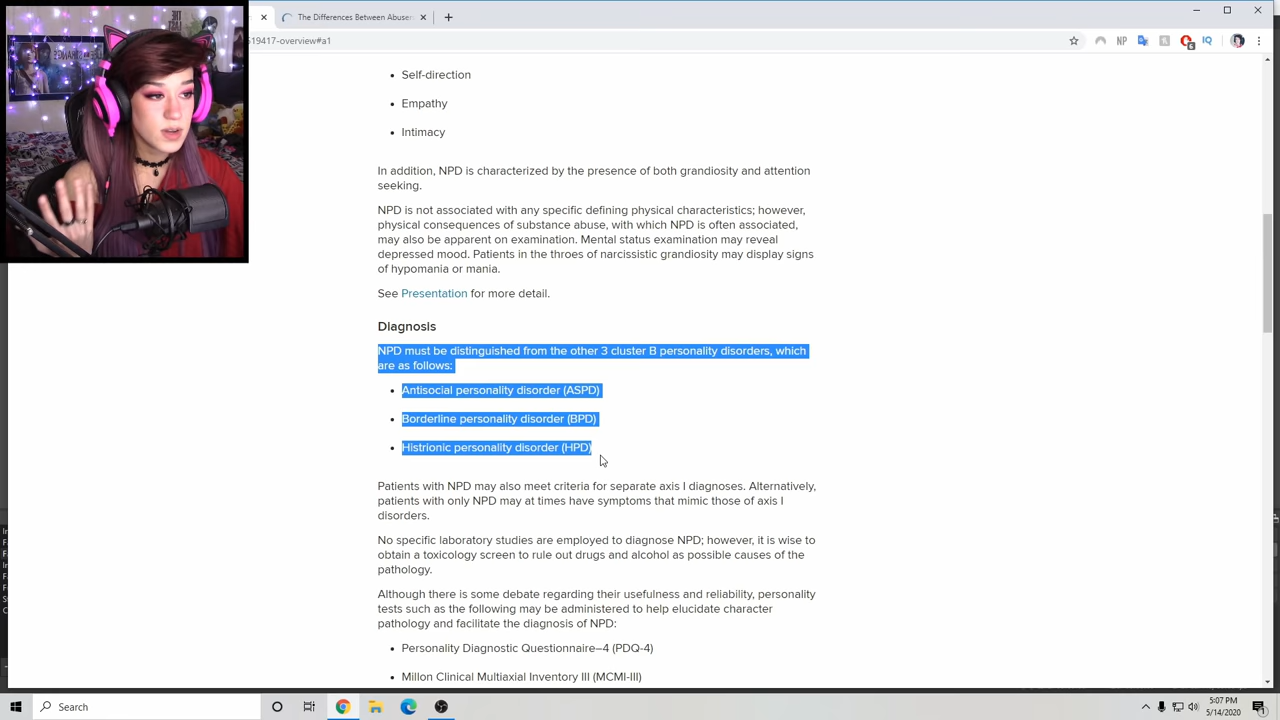 The Differences Between Abuser
519417-overview#a1
NP
6
IQ
• Self-direction
• Empathy
• Intimacy
In addition, NPD is characterized by the presence of both grandiosity and attention
seeking.
NPD is not associated with any specific defining physical characteristics; however,
physical consequences of substance abuse, with which NPD is often associated,
may also be apparent on examination. Mental status examination may reveal
depressed mood. Patients in the throes of narcissistic grandiosity may display signs
of hypomania or mania.
See Presentation for more detail.
Diagnosis
NPD must be distinguished from the other 3 cluster B personality disorders, which
are as follows:
• Antisocial personality disorder (ASPD)
• Borderline personality disorder (BPD)
• Histrionic personality disorder (HPD)
Patients with NPD may also meet criteria for separate axis I diagnoses. Alternatively,
patients with only NPD may at times have symptoms that mimic those of axis I
disorders.
No specific laboratory studies are employed to diagnose NPD; however, it is wise to
obtain a toxicology screen to rule out drugs and alcohol as possible causes of the
pathology.
Although there is some debate regarding their usefulness and reliability, personality
tests such as the following may be administered to help elucidate character
pathology and facilitate the diagnosis of NPD:
• Personality Diagnostic Questionnaire–4 (PDQ-4)
• Millon Clinical Multiaxial Inventory III (MCMI-III)
Search
5:07 PM
5/14/2020
1